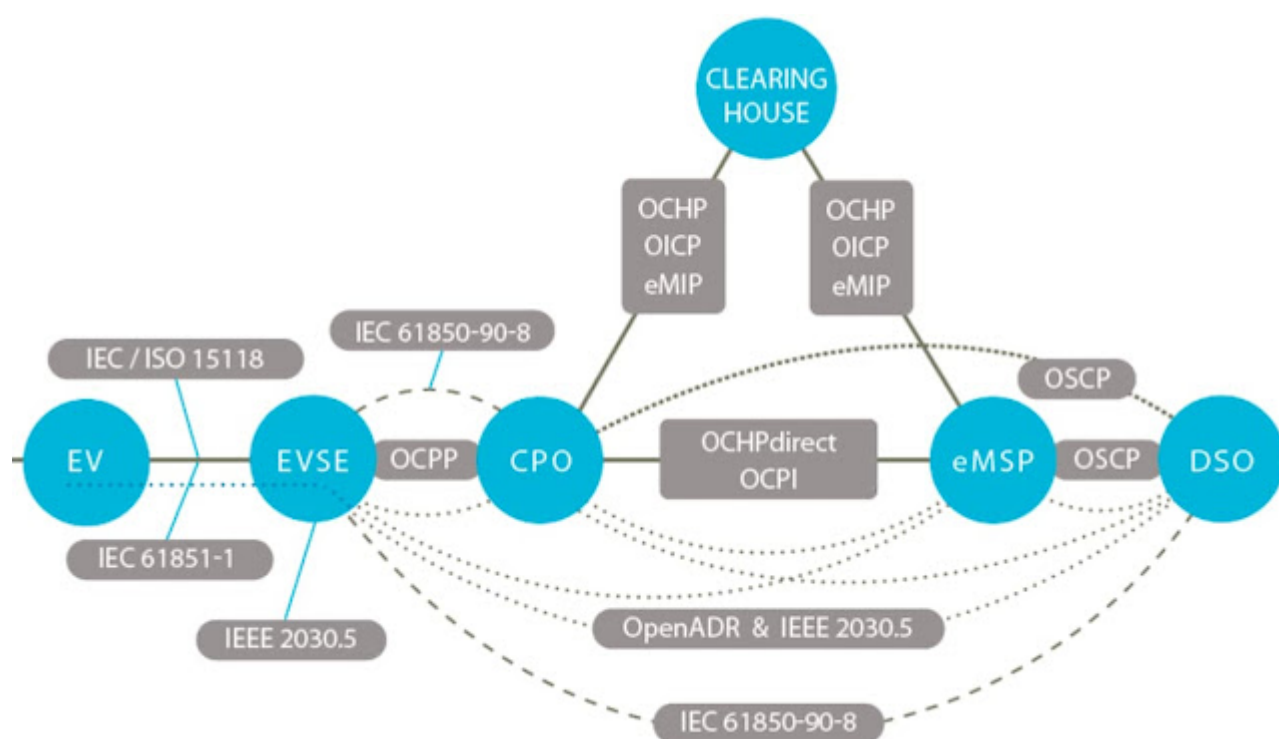 CLEARING
HOUSE
OCHP
OICP
eMIP
OCHP
OICP
eMIP
IEC 61850-90-8
IEC / ISO 15118
OSCP
EV
EVSE
OCPP
CPO
OCHPdirect
OCPI
eMSP
OSCP
DSO
IEC 61851-1
IEEE 2030.5
OpenADR & IEEE 2030.5
IEC 61850-90-8